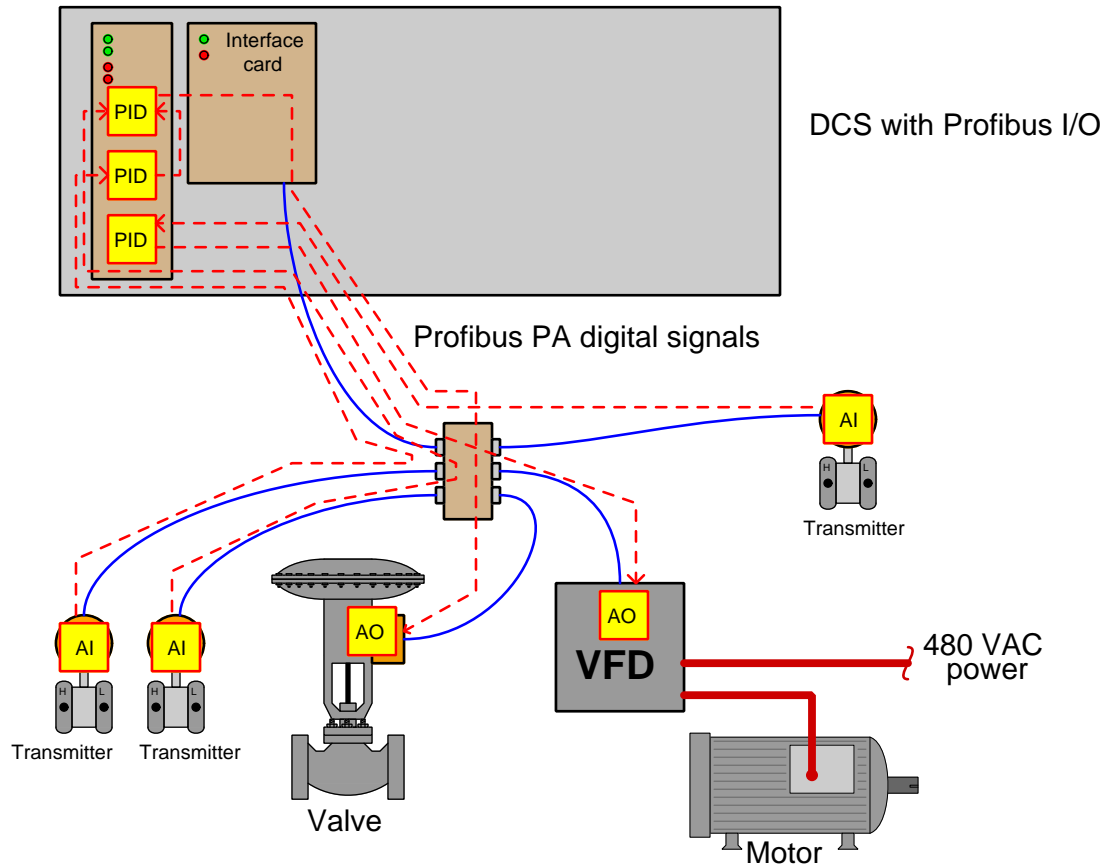 Interface
card
PID
PID
PID
DCS with Profibus I/O
Profibus PA digital signals
AI
H
L
Transmitter
AI
H
L
Transmitter
AI
H
L
Transmitter
AO
Valve
AO
VFD
480 VAC
power
Motor